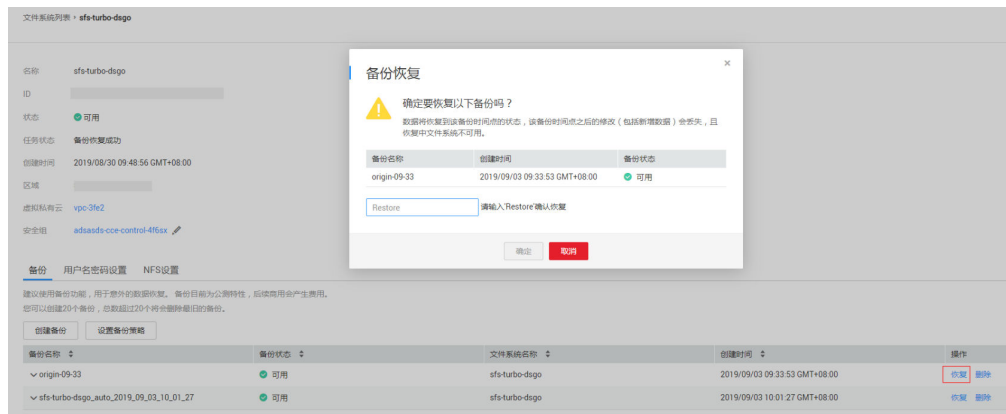 文件系统列表 › sfs-turbo-dsgo
名称 sfs-turbo-dsgo
ID
状态 可用
任务状态 备份恢复成功
创建时间 2019/08/30 09:48:56 GMT+08:00
区域
虚拟私有云 vpc-3fe2
安全组 adsasds-cce-control-4f6sx
备份 用户名密码设置 NFS设置
建议使用备份功能，用于意外的数据恢复。 备份目前为公测特性，后续商用会产生费用。
您可以创建20个备份，总数超过20个将会删除最旧的备份。
创建备份 设置备份策略
备份名称 备份状态 文件系统名称 创建时间 操作
origin-09-33 可用 sfs-turbo-dsgo 2019/09/03 09:33:53 GMT+08:00 恢复 删除
sfs-turbo-dsgo_auto_2019_09_03_10_01_27 可用 sfs-turbo-dsgo 2019/09/03 10:01:27 GMT+08:00 恢复 删除
备份恢复
确定要恢复以下备份吗？
数据将恢复到该备份时间点的状态，该备份时间点之后的修改（包括新增数据）会丢失，且
恢复中文件系统不可用。
备份名称 创建时间 备份状态
origin-09-33 2019/09/03 09:33:53 GMT+08:00 可用
Restore 请输入'Restore'确认恢复
确定 取消